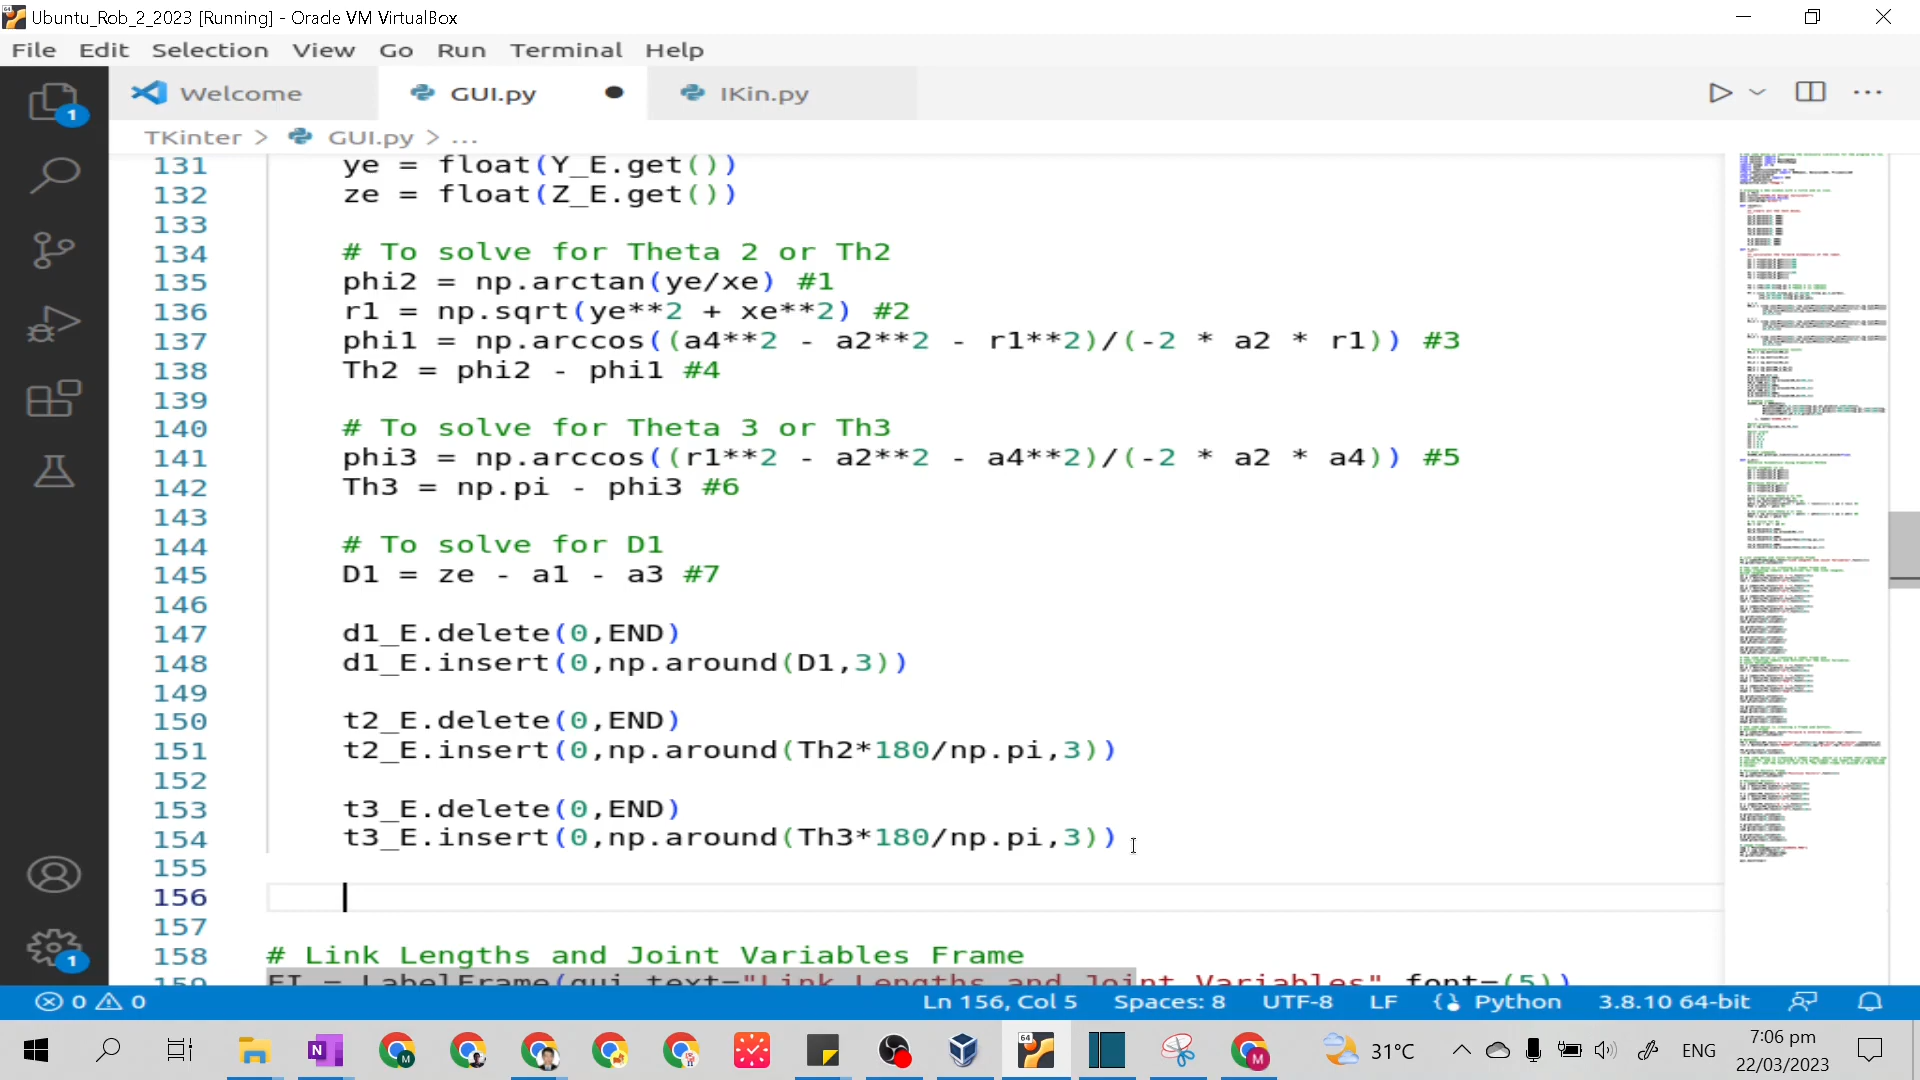 Ubuntu_Rob_2_2023 [Running] - Oracle VM VirtualBox
File Edit Selection View Go Run Terminal Help
1
Welcome
GUI.py
IKin.py
TKinter > GUI.py > ...
131 ye = float(Y_E.get())
132 ze = float(Z_E.get())
133
134 # To solve for Theta 2 or Th2
135 phi2 = np.arctan(ye/xe) #1
136 r1 = np.sqrt(ye**2 + xe**2) #2
137 phi1 = np.arccos((a4**2 - a2**2 - r1**2)/(-2 * a2 * r1)) #3
138 Th2 = phi2 - phi1 #4
139
140 # To solve for Theta 3 or Th3
141 phi3 = np.arccos((r1**2 - a2**2 - a4**2)/(-2 * a2 * a4)) #5
142 Th3 = np.pi - phi3 #6
143
144 # To solve for D1
145 D1 = ze - a1 - a3 #7
146
147 d1_E.delete(0,END)
148 d1_E.insert(0,np.around(D1,3))
149
150 t2_E.delete(0,END)
151 t2_E.insert(0,np.around(Th2*180/np.pi,3))
152
153 t3_E.delete(0,END)
154 t3_E.insert(0,np.around(Th3*180/np.pi,3))
155
156
157
158 # Link Lengths and Joint Variables Frame
159 FI = LabelFrame(gui,text="Link Lengths and Joint Variables",font=(5))
1
0 0
Ln 156, Col 5 Spaces: 8 UTF-8 LF Python 3.8.10 64-bit
31°C
ENG
7:06 pm
22/03/2023